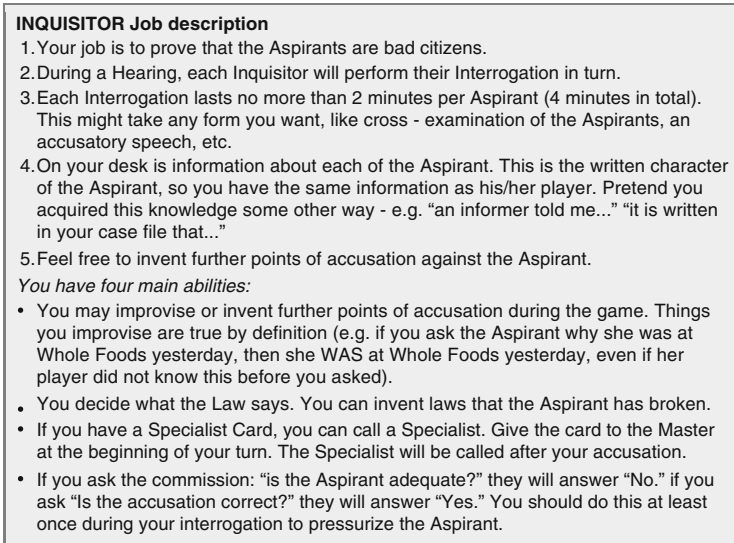 INQUISITOR Job description
1.Your job is to prove that the Aspirants are bad citizens.
2.During a Hearing, each Inquisitor will perform their Interrogation in turn.
3.Each Interrogation lasts no more than 2 minutes per Aspirant (4 minutes in total).
This might take any form you want, like cross - examination of the Aspirants, an
accusatory speech, etc.
4.On your desk is information about each of the Aspirant. This is the written character
of the Aspirant, so you have the same information as his/her player. Pretend you
acquired this knowledge some other way - e.g. “an informer told me...” “it is written
in your case file that...”
5.Feel free to invent further points of accusation against the Aspirant.
You have four main abilities:
• You may improvise or invent further points of accusation during the game. Things
you improvise are true by definition (e.g. if you ask the Aspirant why she was at
Whole Foods yesterday, then she WAS at Whole Foods yesterday, even if her
player did not know this before you asked).
• You decide what the Law says. You can invent laws that the Aspirant has broken.
• If you have a Specialist Card, you can call a Specialist. Give the card to the Master
at the beginning of your turn. The Specialist will be called after your accusation.
• If you ask the commission: “is the Aspirant adequate?” they will answer “No.” if you
ask “Is the accusation correct?” they will answer “Yes.” You should do this at least
once during your interrogation to pressurize the Aspirant.